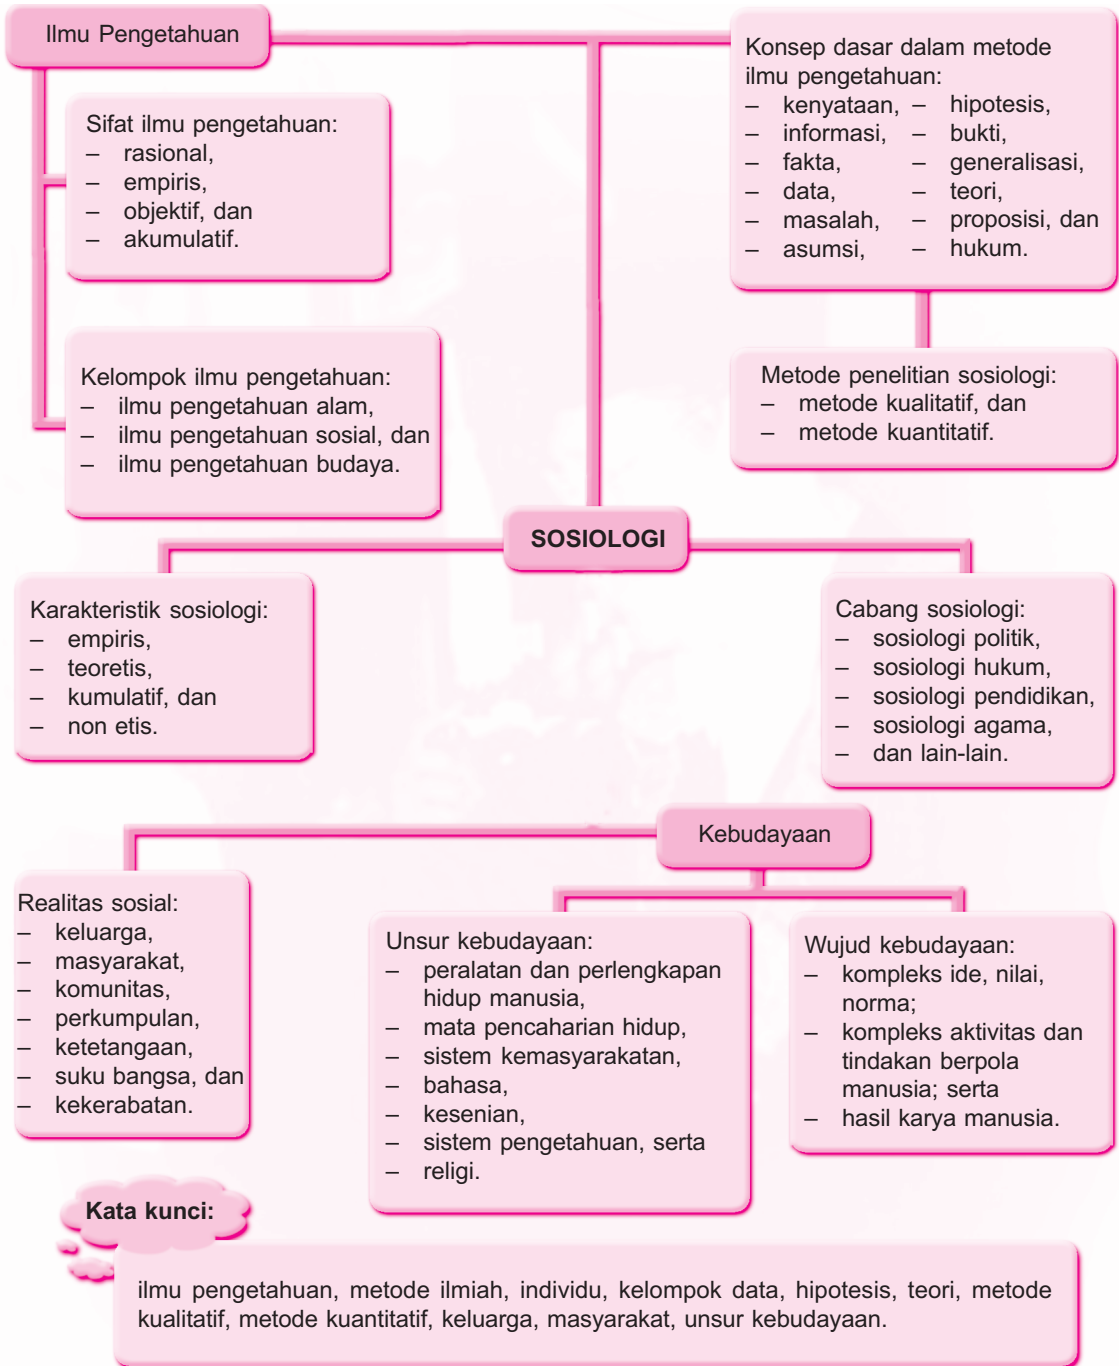 Ilmu Pengetahuan
Sifat ilmu pengetahuan:
– rasional,
– empiris,
– objektif, dan
– akumulatif.
Kelompok ilmu pengetahuan:
– ilmu pengetahuan alam,
– ilmu pengetahuan sosial, dan
– ilmu pengetahuan budaya.
Konsep dasar dalam metode
ilmu pengetahuan:
– kenyataan, – hipotesis,
– informasi, – bukti,
– fakta, – generalisasi,
– data, – teori,
– masalah, – proposisi, dan
– asumsi, – hukum.
Metode penelitian sosiologi:
– metode kualitatif, dan
– metode kuantitatif.
SOSIOLOGI
Karakteristik sosiologi:
– empiris,
– teoretis,
– kumulatif, dan
– non etis.
Cabang sosiologi:
– sosiologi politik,
– sosiologi hukum,
– sosiologi pendidikan,
– sosiologi agama,
– dan lain-lain.
Kebudayaan
Realitas sosial:
– keluarga,
– masyarakat,
– komunitas,
– perkumpulan,
– ketetangaan,
– suku bangsa, dan
– kekerabatan.
Unsur kebudayaan:
– peralatan dan perlengkapan
hidup manusia,
– mata pencaharian hidup,
– sistem kemasyarakatan,
– bahasa,
– kesenian,
– sistem pengetahuan, serta
– religi.
Wujud kebudayaan:
– kompleks ide, nilai,
norma;
– kompleks aktivitas dan
tindakan berpola
manusia; serta
– hasil karya manusia.
Kata kunci:
ilmu pengetahuan, metode ilmiah, individu, kelompok data, hipotesis, teori, metode
kualitatif, metode kuantitatif, keluarga, masyarakat, unsur kebudayaan.